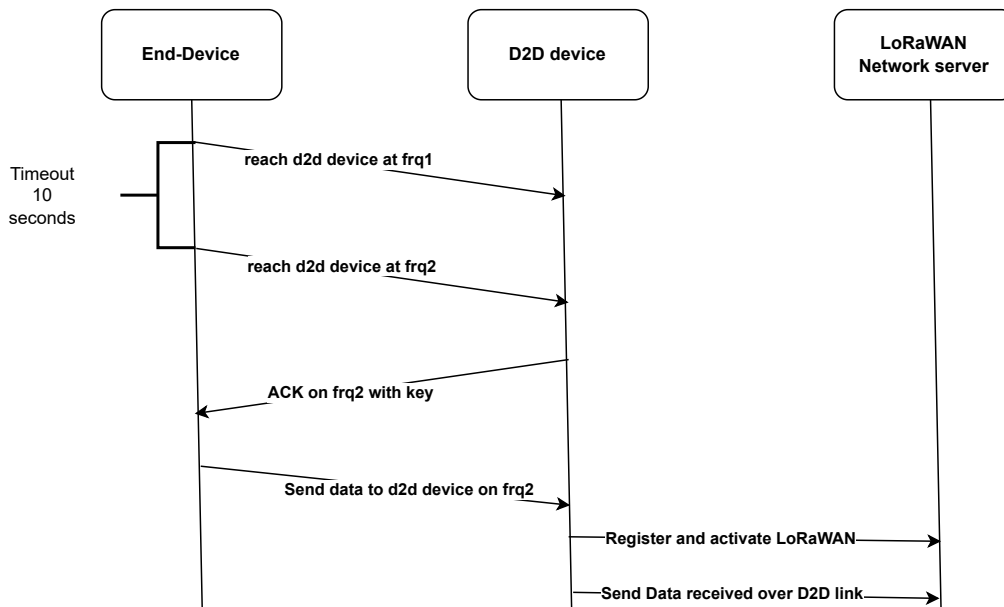 End-Device
D2D device
LoRaWAN
Network server
reach d2d device at frq1
Timeout
10
seconds
reach d2d device at frq2
ACK on frq2 with key
Send data to d2d device on frq2
Register and activate LoRaWAN
Send Data received over D2D link